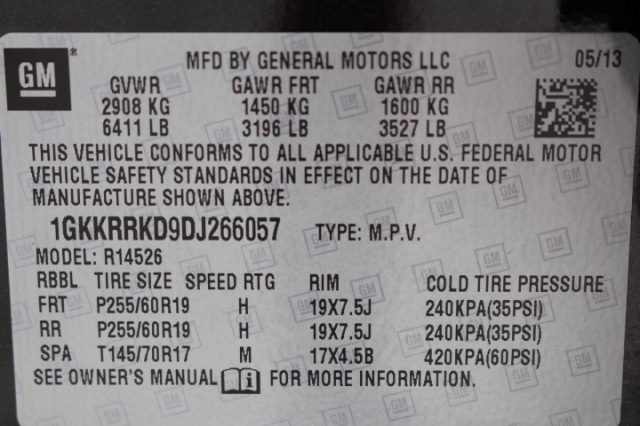 GM
MFD BY GENERAL MOTORS LLC 05/13
GVWR GAWR FRT GAWR RR
2908 KG 1450 KG 1600 KG
6411 LB 3196 LB 3527 LB
THIS VEHICLE CONFORMS TO ALL APPLICABLE U.S. FEDERAL MOTOR
VEHICLE SAFETY STANDARDS IN EFFECT ON THE DATE OF
MANUFACTURE SHOWN ABOVE.
1GKKRRKD9DJ266057 TYPE: M.P.V.
MODEL: R14526
RBBL TIRE SIZE SPEED RTG RIM COLD TIRE PRESSURE
FRT P255/60R19 H 19X7.5J 240KPA(35PSI)
RR P255/60R19 H 19X7.5J 240KPA(35PSI)
SPA T145/70R17 M 17X4.5B 420KPA(60PSI)
SEE OWNER'S MANUAL i FOR MORE INFORMATION.